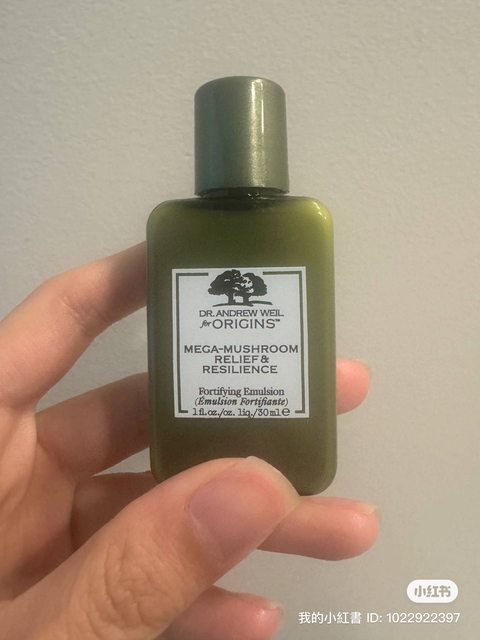 DR. ANDREW WEIL
for ORIGINS™
MEGA-MUSHROOM
RELIEF &
RESILIENCE
Fortifying Emulsion
(Émulsion Fortifiante)
1 fl.oz./oz. liq./30 ml ℮
小红书
我的小紅書 ID: 1022922397